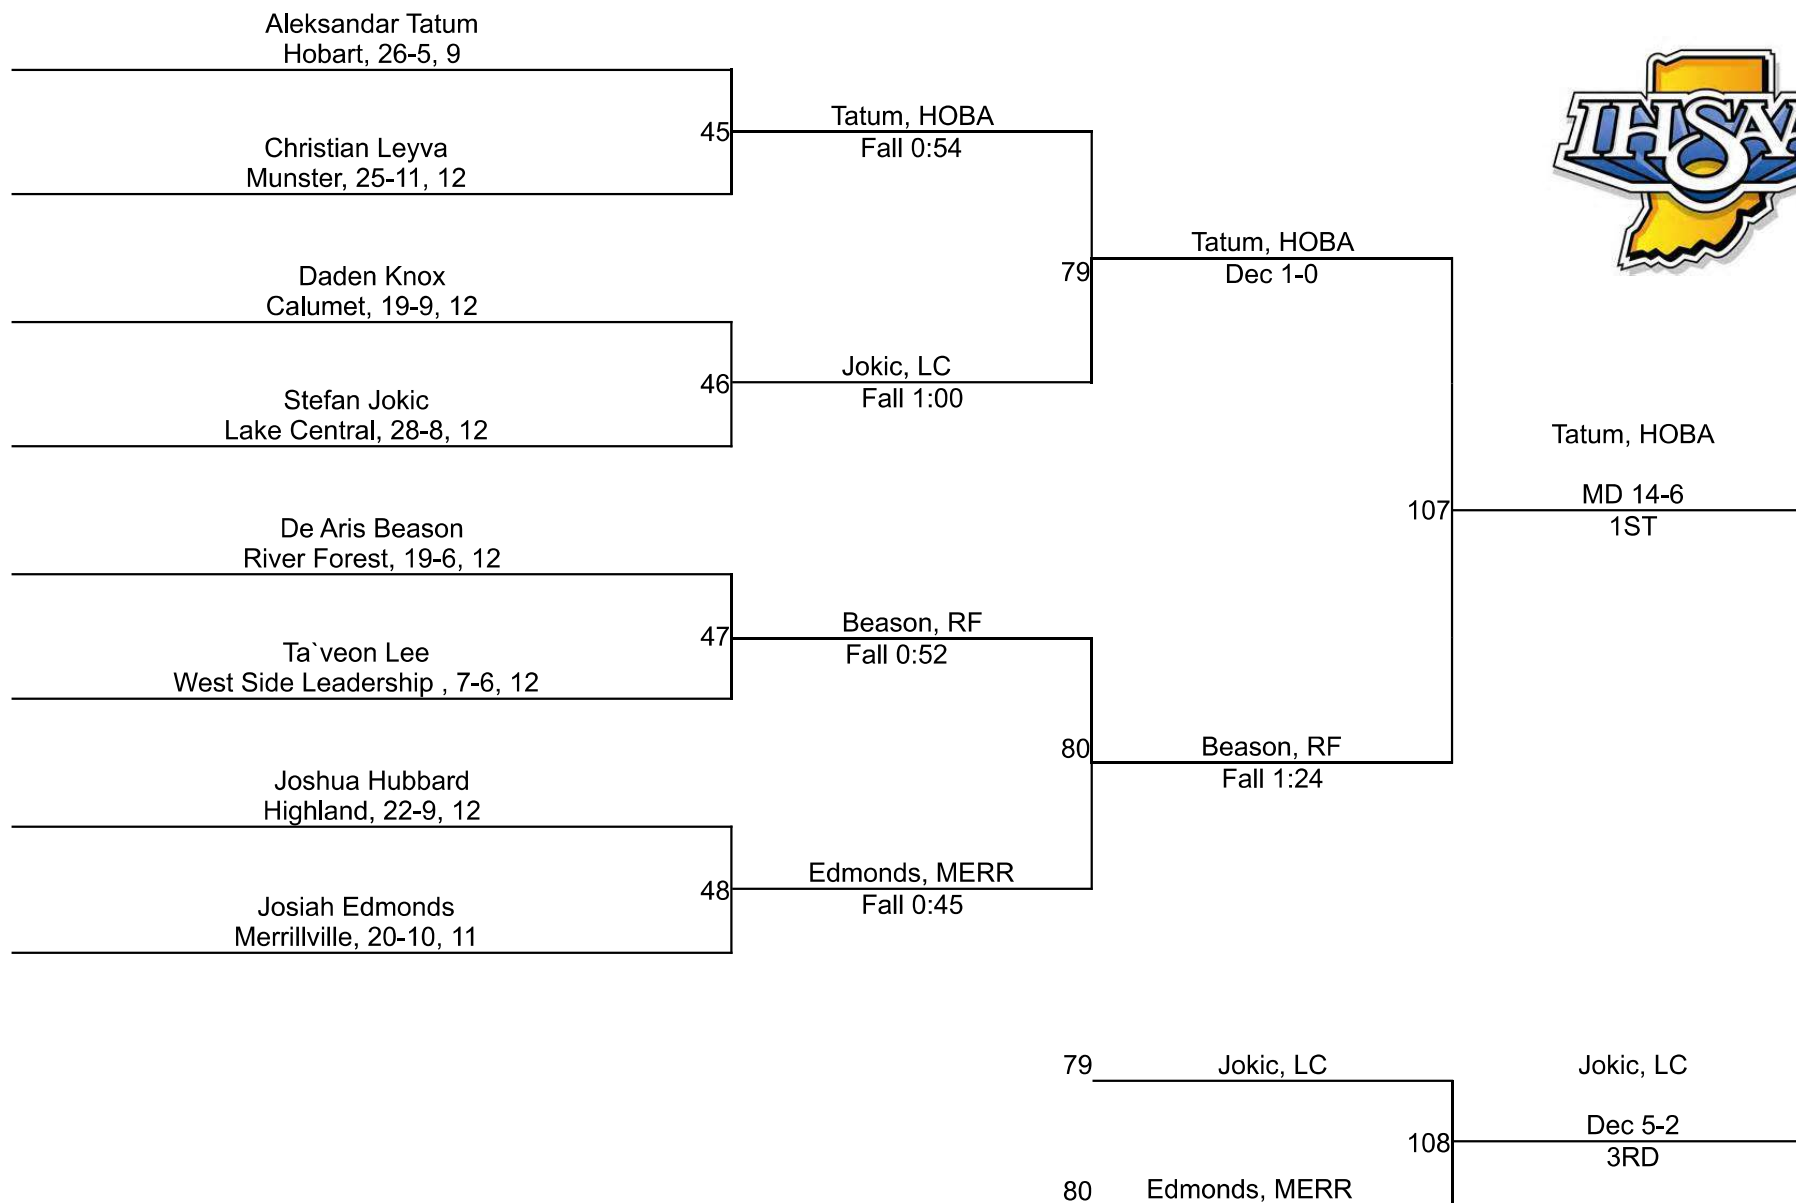 Aleksandar Tatum
Hobart, 26-5, 9
Christian Leyva
Munster, 25-11, 12
45
Tatum, HOBA
Fall 0:54
Daden Knox
Calumet, 19-9, 12
Stefan Jokic
Lake Central, 28-8, 12
46
Jokic, LC
Fall 1:00
79
Tatum, HOBA
Dec 1-0
De Aris Beason
River Forest, 19-6, 12
Ta`veon Lee
West Side Leadership , 7-6, 12
47
Beason, RF
Fall 0:52
Joshua Hubbard
Highland, 22-9, 12
Josiah Edmonds
Merrillville, 20-10, 11
48
Edmonds, MERR
Fall 0:45
80
Beason, RF
Fall 1:24
107
Tatum, HOBA
MD 14-6
1ST
IHSAA
79
Jokic, LC
80
Edmonds, MERR
108
Jokic, LC
Dec 5-2
3RD